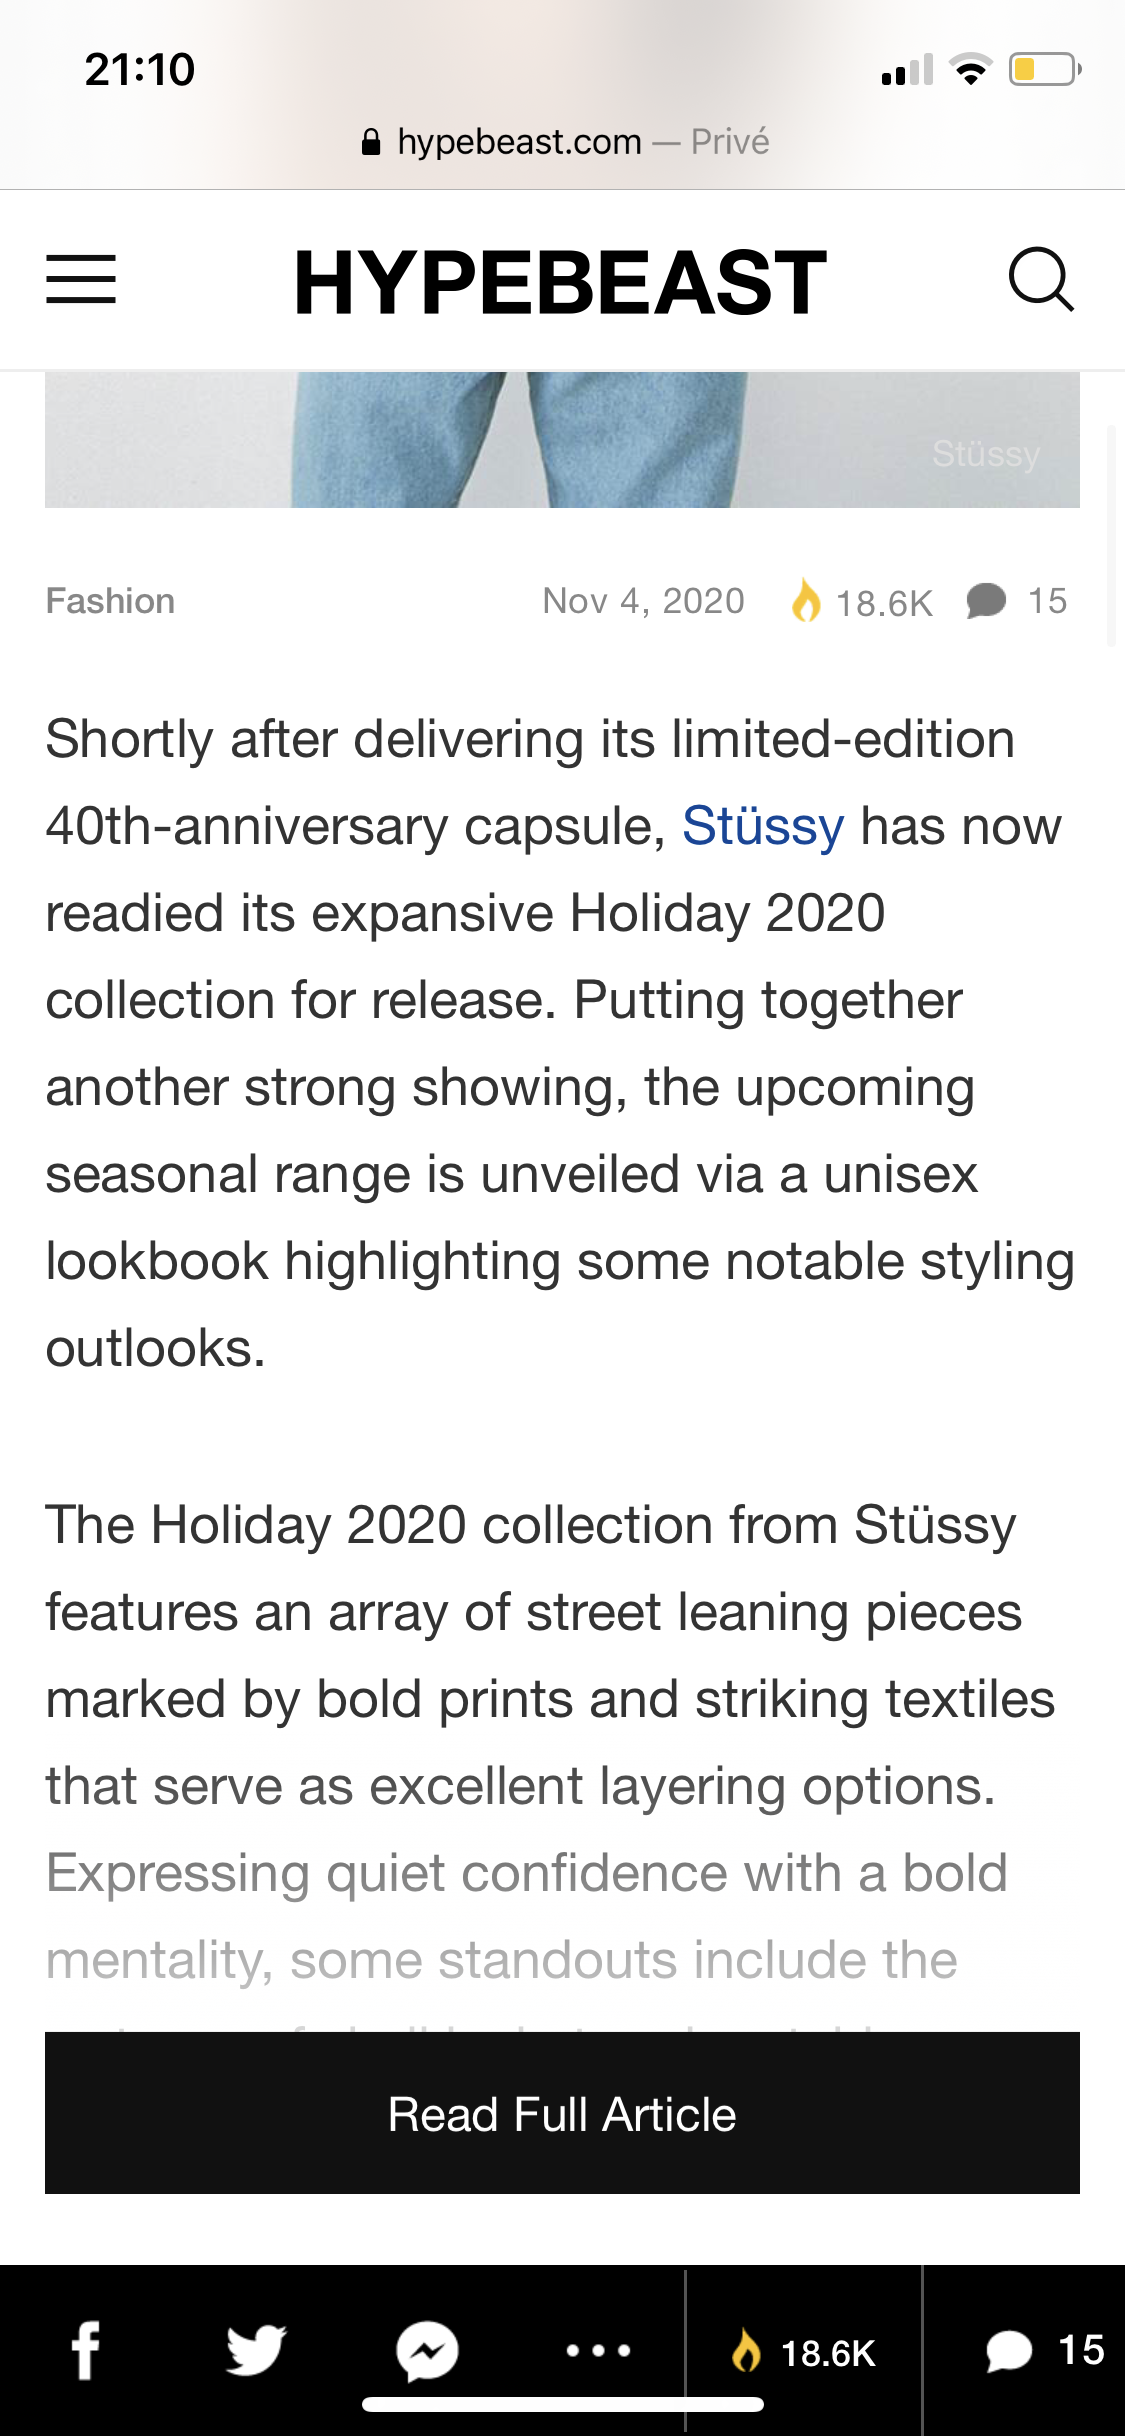 21:10
hypebeast.com — Privé
HYPEBEAST
Stüssy
Fashion
Nov 4, 2020 18.6K 15
Shortly after delivering its limited-edition
40th-anniversary capsule, Stüssy has now
readied its expansive Holiday 2020
collection for release. Putting together
another strong showing, the upcoming
seasonal range is unveiled via a unisex
lookbook highlighting some notable styling
outlooks.
The Holiday 2020 collection from Stüssy
features an array of street leaning pieces
marked by bold prints and striking textiles
that serve as excellent layering options.
Expressing quiet confidence with a bold
mentality, some standouts include the
Read Full Article
18.6K 15